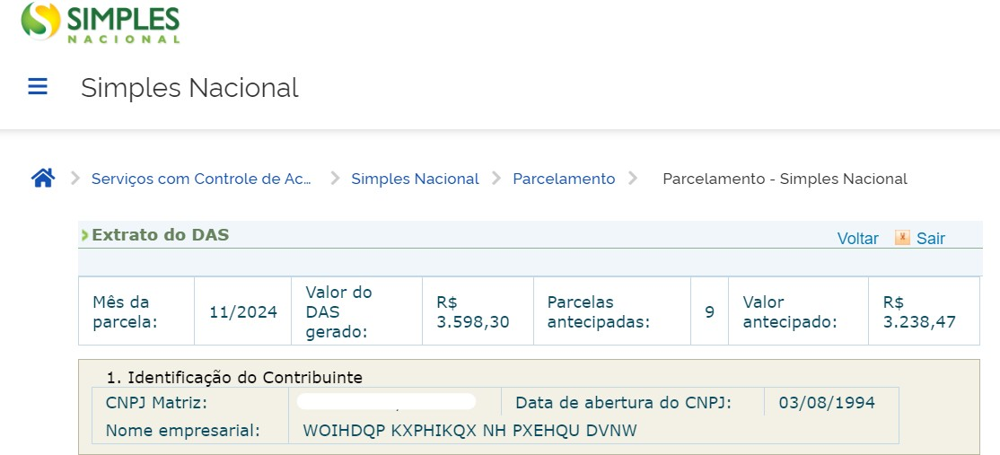 SIMPLES
NACIONAL
Simples Nacional
Serviços com Controle de Ac... Simples Nacional Parcelamento Parcelamento - Simples Nacional
Extrato do DAS
Voltar Sair
Mês da parcela: 11/2024 Valor do DAS gerado: R$ 3.598,30 Parcelas antecipadas: 9 Valor antecipado: R$ 3.238,47
1. Identificação do Contribuinte
CNPJ Matriz: Data de abertura do CNPJ: 03/08/1994
Nome empresarial: WOIHDQP KXPHIKQX NH PXEHQU DVNW